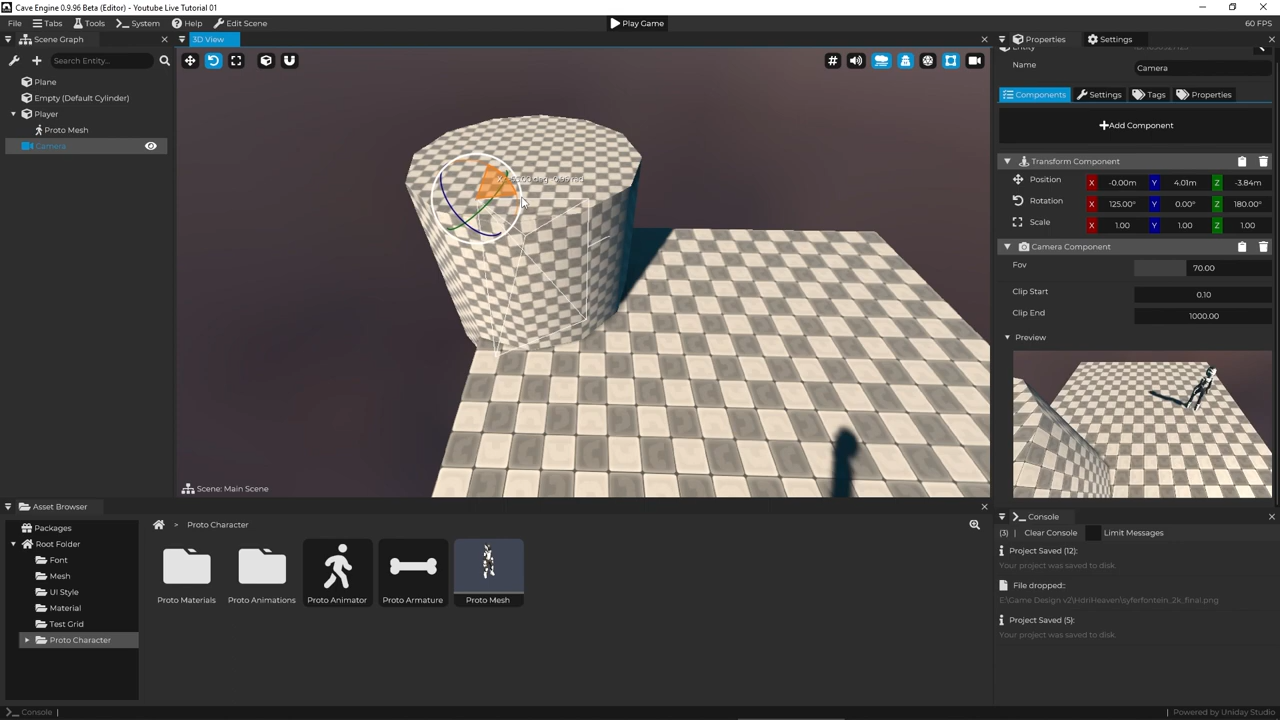 Cave Engine 0.9.96 Beta (Editor) - Youtube Live Tutorial 01
File Tabs Tools System Help Edit Scene
Play Game
60 FPS
Scene Graph
Search Entity...
Plane
Empty (Default Cylinder)
Player
Proto Mesh
Camera
3D View
Scene: Main Scene
Properties Settings
Entity
Name Camera
Components Settings Tags Properties
Add Component
Transform Component
Position X -0.00m Y 4.01m Z -3.84m
Rotation X 125.00° Y 0.00° Z 180.00°
Scale X 1.00 Y 1.00 Z 1.00
Camera Component
Fov 70.00
Clip Start 0.10
Clip End 1000.00
Preview
Asset Browser
Packages
Root Folder
Font
Mesh
UI Style
Material
Test Grid
Proto Character
> Proto Character
Proto Materials Proto Animations Proto Animator Proto Armature Proto Mesh
Console
(3) Clear Console Limit Messages
Project Saved (12):
Your project was saved to disk.
File dropped::
E:\Game Design v2\HdriHeaven\syferfontein_2k_final.png
Project Saved (5):
Your project was saved to disk.
Console
Powered by Uniday Studio